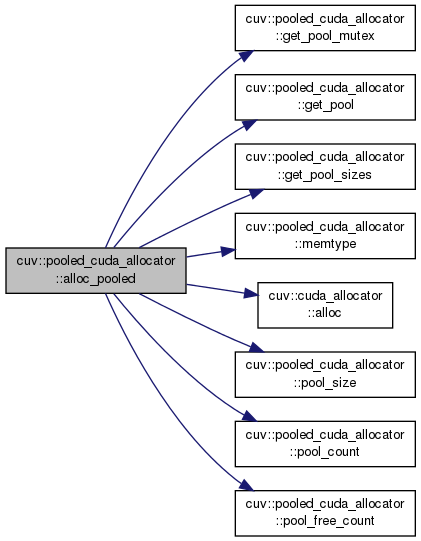 cuv::pooled_cuda_allocator
::get_pool_mutex
cuv::pooled_cuda_allocator
::get_pool
cuv::pooled_cuda_allocator
::get_pool_sizes
cuv::pooled_cuda_allocator
::memtype
cuv::pooled_cuda_allocator
::alloc_pooled
cuv::cuda_allocator
::alloc
cuv::pooled_cuda_allocator
::pool_size
cuv::pooled_cuda_allocator
::pool_count
cuv::pooled_cuda_allocator
::pool_free_count